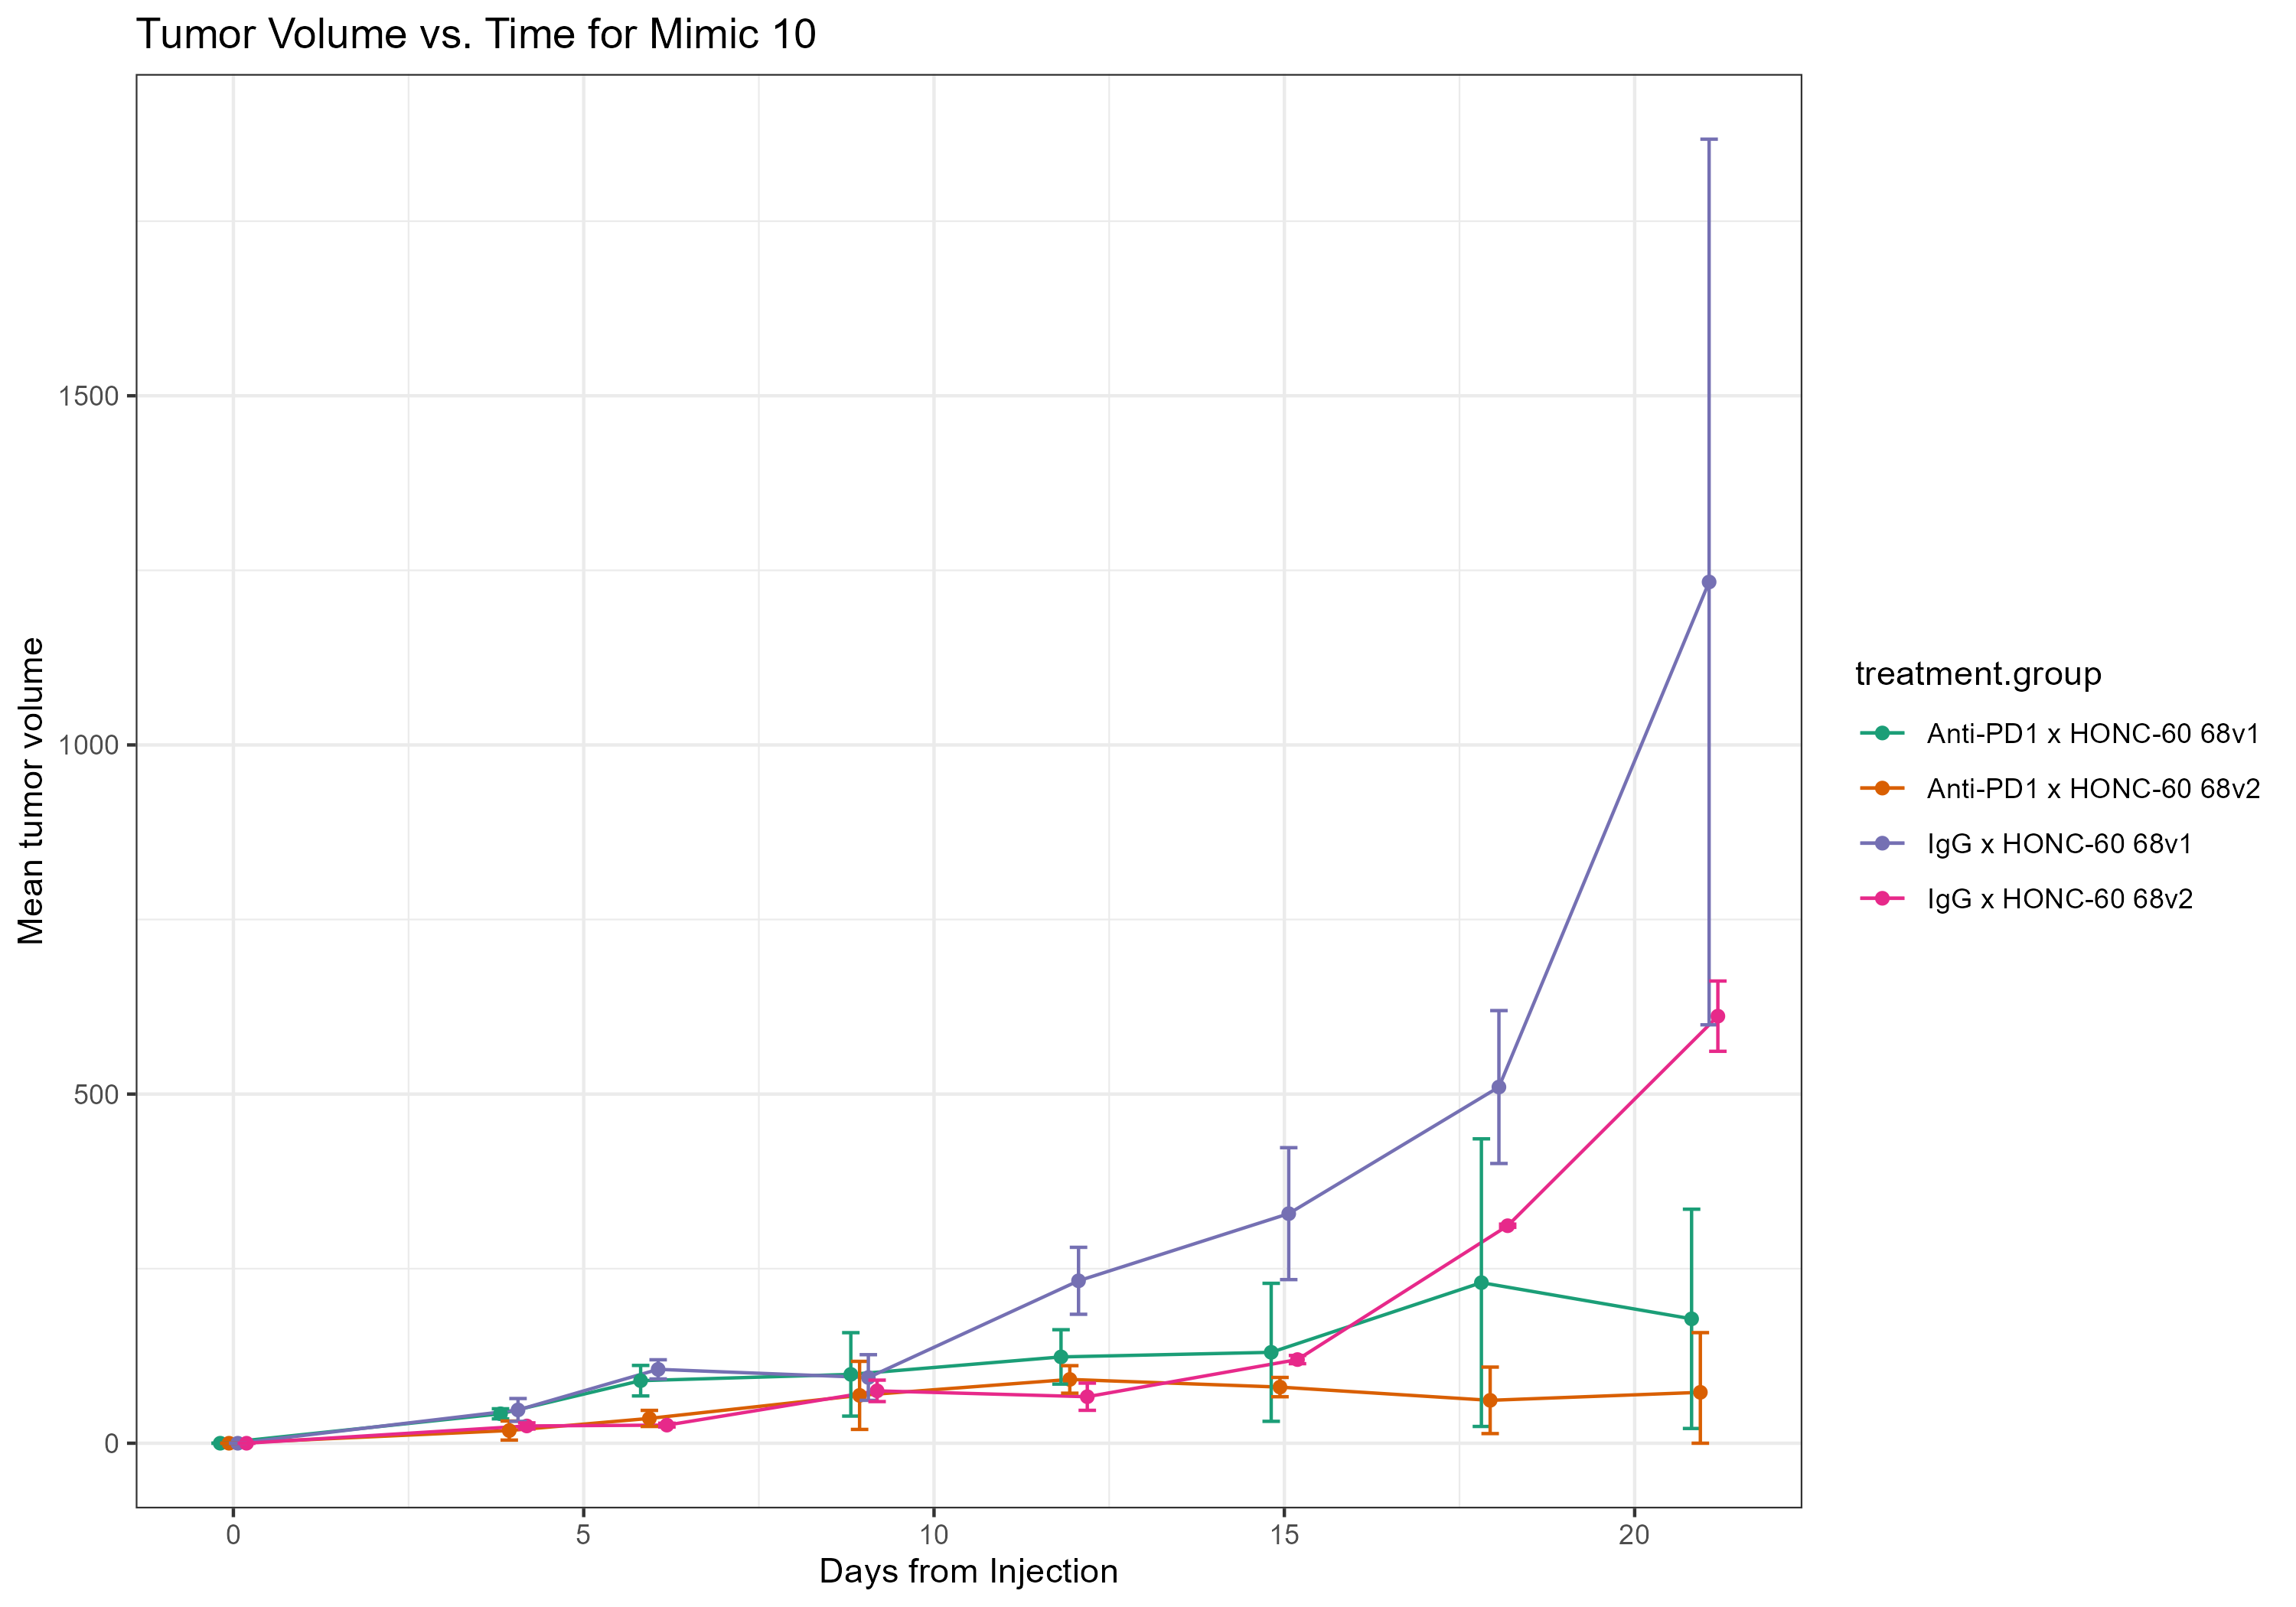 Tumor Volume vs. Time for Mimic 10
Mean tumor volume
1500
1000
500
0
0 5 10 15 20
Days from Injection
treatment.group
Anti-PD1 x HONC-60 68v1
Anti-PD1 x HONC-60 68v2
IgG x HONC-60 68v1
IgG x HONC-60 68v2